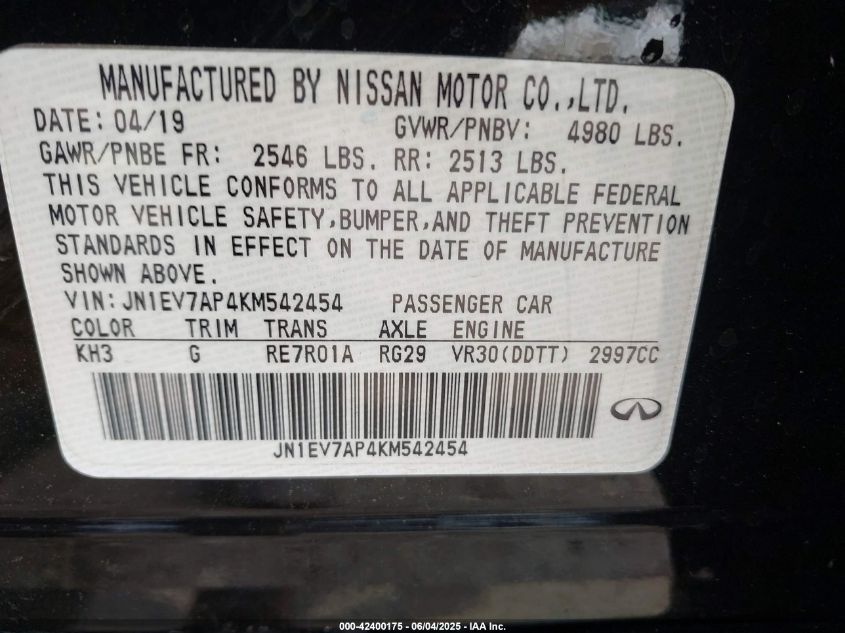 MANUFACTURED BY NISSAN MOTOR CO.,LTD.
DATE: 04/19 GVWR/PNBV: 4980 LBS.
GAWR/PNBE FR: 2546 LBS. RR: 2513 LBS.
THIS VEHICLE CONFORMS TO ALL APPLICABLE FEDERAL
MOTOR VEHICLE SAFETY,BUMPER,AND THEFT PREVENTION
STANDARDS IN EFFECT ON THE DATE OF MANUFACTURE
SHOWN ABOVE.
VIN: JN1EV7AP4KM542454 PASSENGER CAR
COLOR TRIM TRANS AXLE ENGINE
KH3 G RE7R01A RG29 VR30(DDTT) 2997CC
JN1EV7AP4KM542454
000-42400175 - 06/04/2025 - IAA Inc.